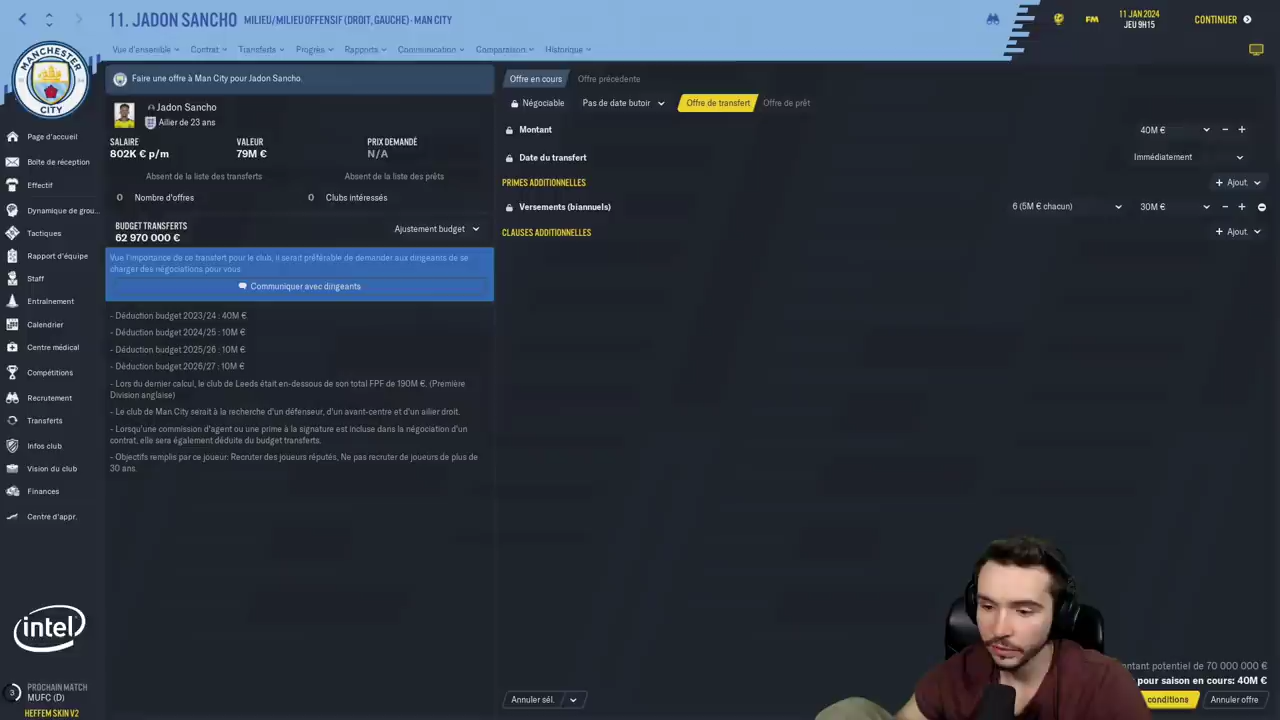 11. JADON SANCHO MILIEU/MILIEU OFFENSIF (DROIT, GAUCHE) - MAN CITY
FM
11 JAN 2024
JEU 9H15
CONTINUER
MANCHESTER
CITY
Vue d'ensemble Contrat Transferts Progrès Rapports Communication Comparaison Historique
Faire une offre à Man City pour Jadon Sancho.
Jadon Sancho
Ailier de 23 ans
SALAIRE VALEUR PRIX DEMANDÉ
802K € p/m 79M € N/A
Absent de la liste des transferts Absent de la liste des prêts
0 Nombre d'offres 0 Clubs intéressés
BUDGET TRANSFERTS
62 970 000 €
Ajustement budget
Vue l'importance de ce transfert pour le club, il serait préférable de demander aux dirigeants de se
charger des négociations pour vous
Communiquer avec dirigeants
- Déduction budget 2023/24 : 40M €
- Déduction budget 2024/25 : 10M €
- Déduction budget 2025/26 : 10M €
- Déduction budget 2026/27 : 10M €
- Lors du dernier calcul, le club de Leeds était en-dessous de son total FPF de 190M €. (Première
Division anglaise)
- Le club de Man City serait à la recherche d'un défenseur, d'un avant-centre et d'un ailier droit.
- Lorsqu'une commission d'agent ou une prime à la signature est incluse dans la négociation d'un
contrat, elle sera également déduite du budget transferts.
- Objectifs remplis par ce joueur: Recruter des joueurs réputés, Ne pas recruter de joueurs de plus de
30 ans.
Offre en cours Offre précédente
Négociable Pas de date butoir Offre de transfert Offre de prêt
Montant 40M €
Date du transfert Immédiatement
PRIMES ADDITIONNELLES + Ajout.
Versements (biannuels) 6 (5M € chacun) 30M €
CLAUSES ADDITIONNELLES + Ajout.
Page d'accueil
Boîte de réception
Effectif
Dynamique de grou...
Tactiques
Rapport d'équipe
Staff
Entraînement
Calendrier
Centre médical
Compétitions
Recrutement
Transferts
Infos club
Vision du club
Finances
Centre d'appr.
intel
3 PROCHAIN MATCH
MUFC (D)
HEFFEM SKIN V2
Annuler sél.
ntant potentiel de 70 000 000 €
pour saison en cours: 40M €
conditions
Annuler offre